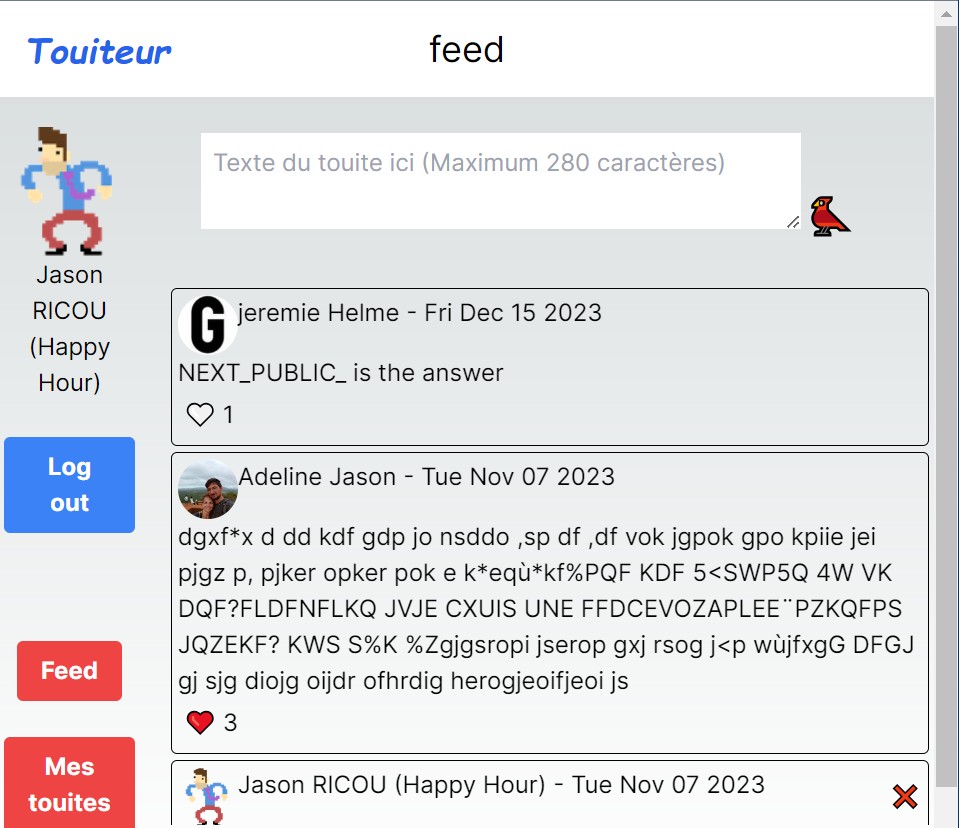 Touiteur
feed
Texte du touite ici (Maximum 280 caractères)
Jason
RICOU
(Happy
Hour)
Log
out
Feed
Mes
touites
G
jeremie Helme - Fri Dec 15 2023
NEXT_PUBLIC_ is the answer
1
Adeline Jason - Tue Nov 07 2023
dgxf*x d dd kdf gdp jo nsddo ,sp df ,df vok jgpok gpo kpiie jei
pjgz p, pjker opker pok e k*eqù*kf%PQF KDF 5<SWP5Q 4W VK
DQF?FLDFNFLKQ JVJE CXUIS UNE FFDCEVOZAPLEE¨PZKQFPS
JQZEKF? KWS S%K %Zgjgsropi jserop gxj rsog j<p wùjfxgG DFGJ
gj sjg diojg oijdr ofhrdig herogjeoifjeoi js
3
Jason RICOU (Happy Hour) - Tue Nov 07 2023